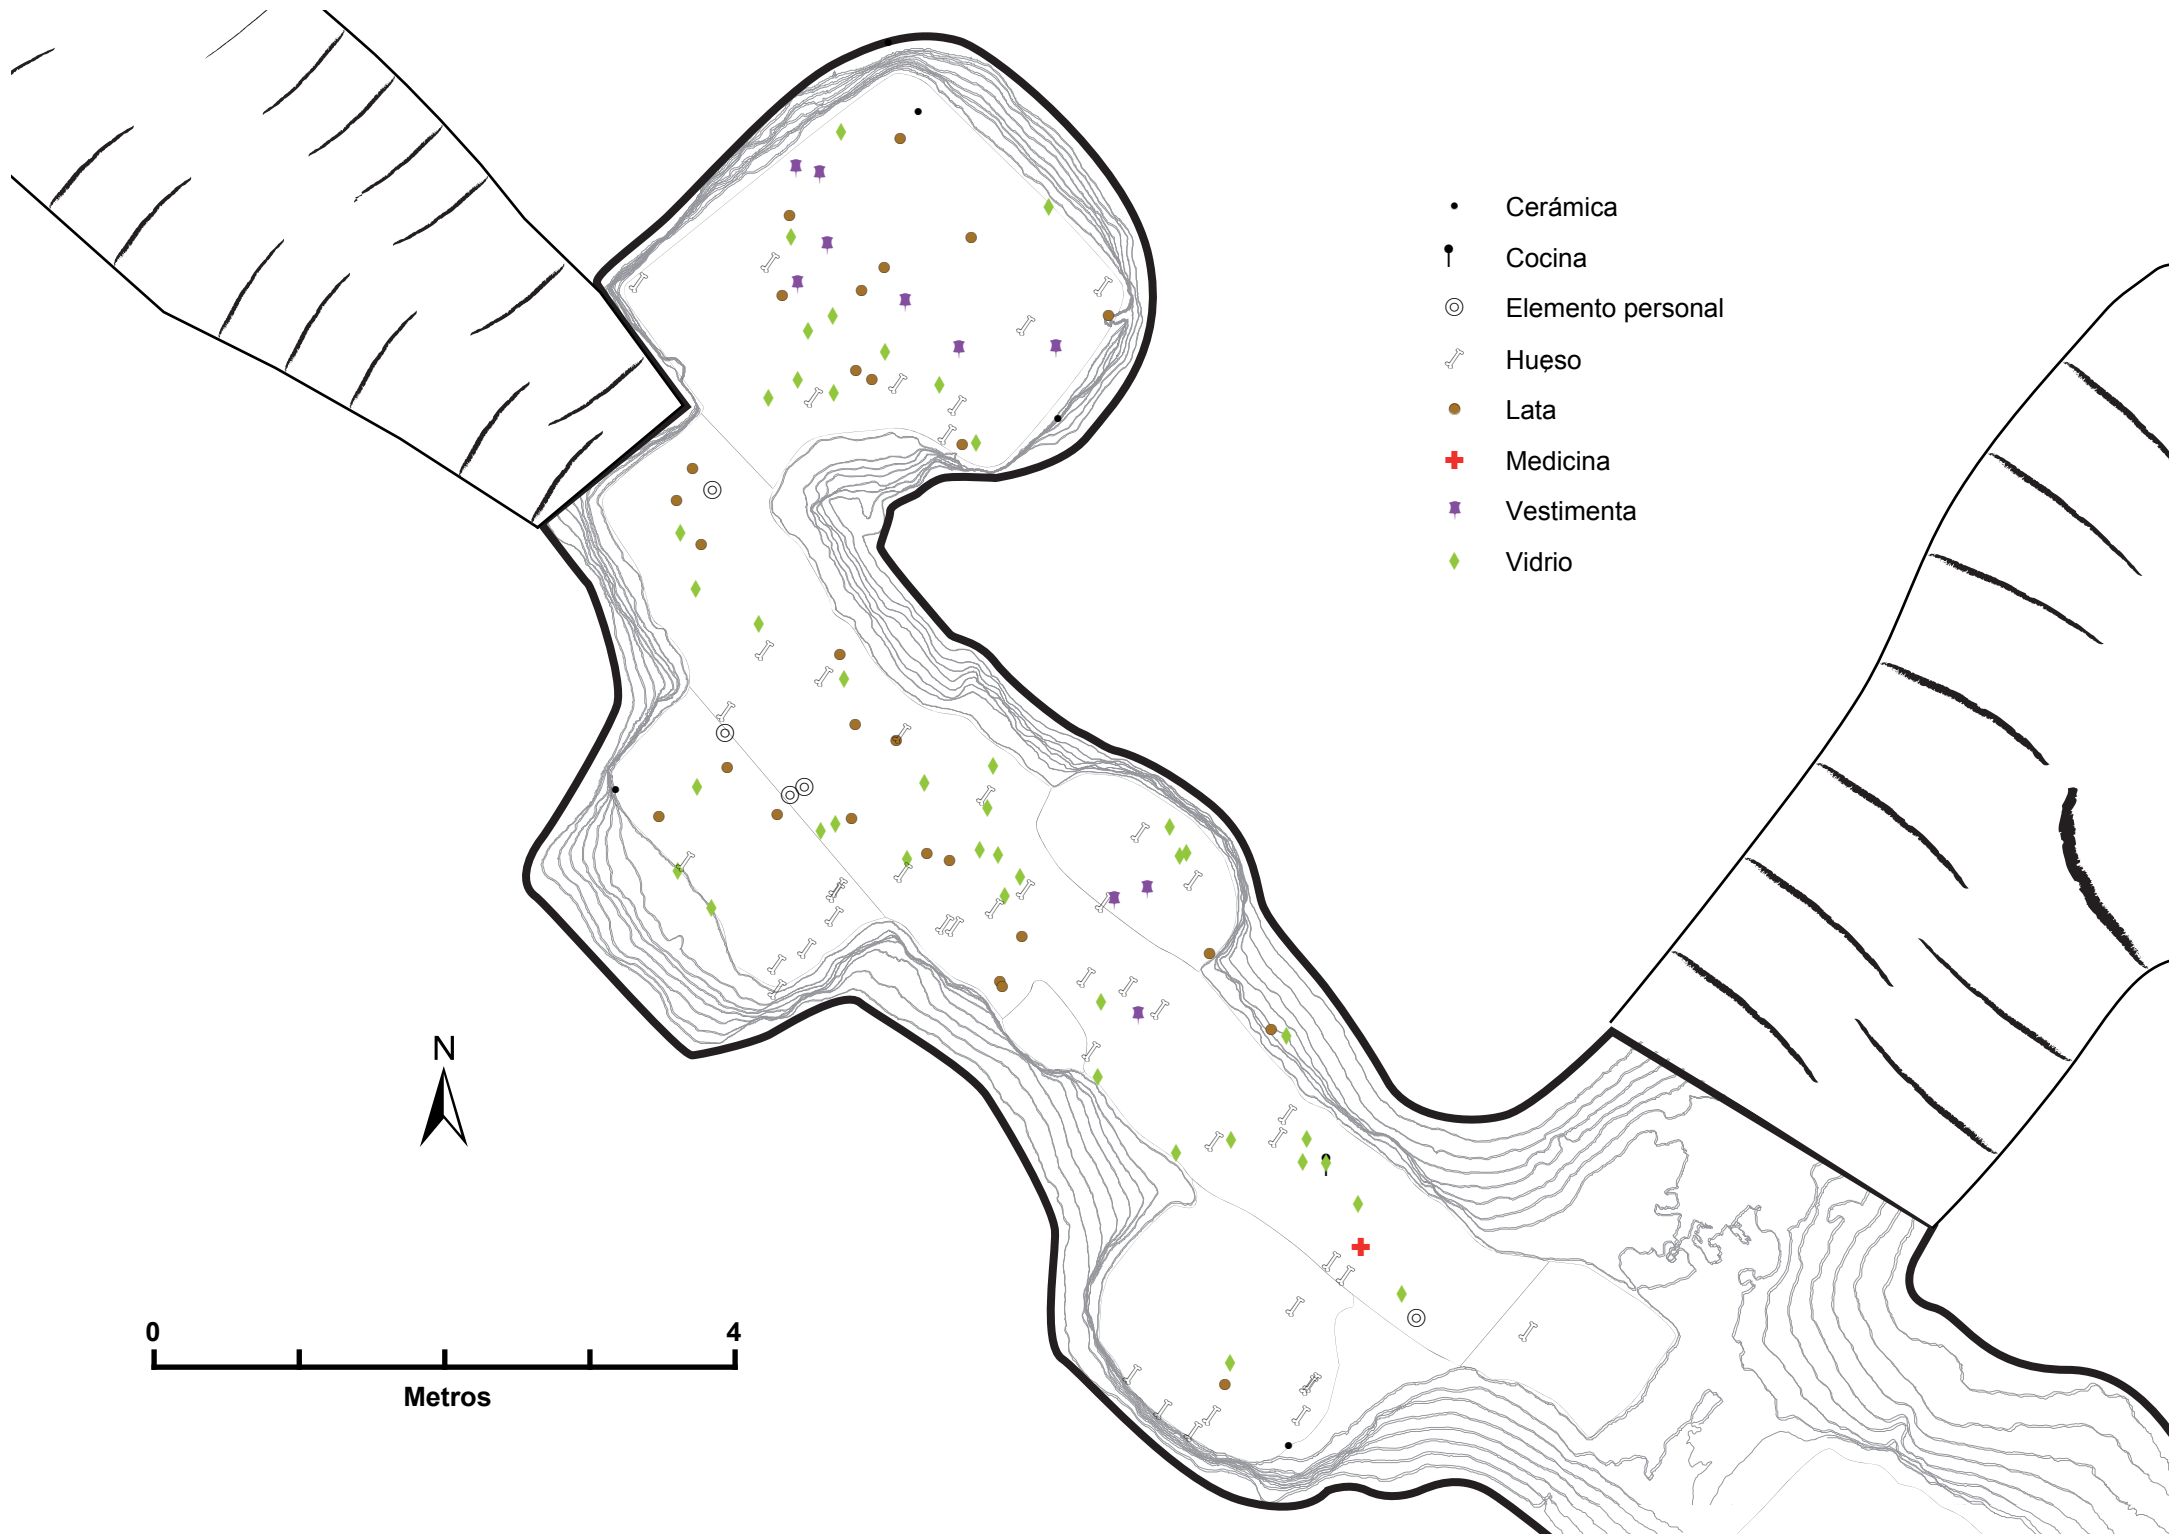 Cerámica
Cocina
Elemento personal
Hueso
Lata
Medicina
Vestimenta
Vidrio
N
0 4
Metros